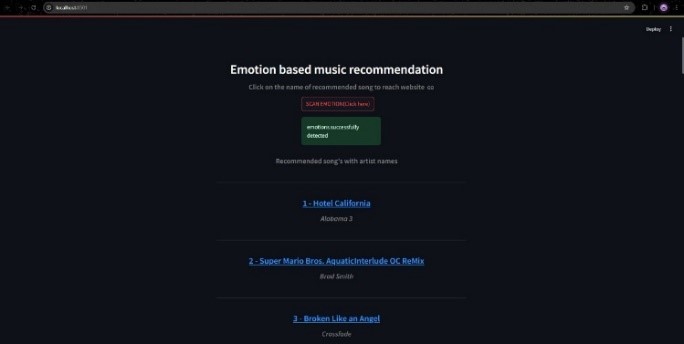 localhost:8501
Deploy
Emotion based music recommendation
Click on the name of recommended song to reach website
SCAN EMOTION(Click here)
emotions successfully
detected
Recommended song's with artist names
1 - Hotel California
Alabama 3
2 - Super Mario Bros. AquaticInterlude OC ReMix
Brad Smith
3 - Broken Like an Angel
Crossfade